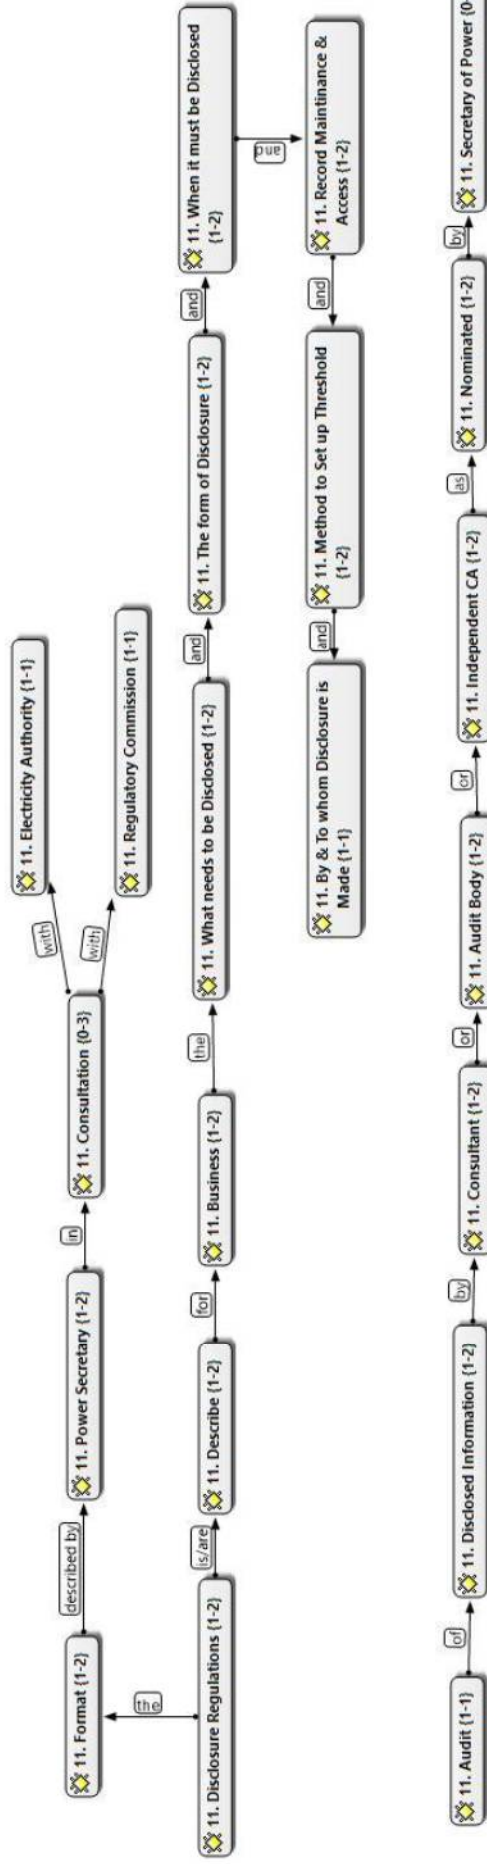 11. Electricity Authority {1-1}
with
11. Format {1-2}
described by
11. Power Secretary {1-2}
in
11. Consultation {0-3}
with
11. Regulatory Commission {1-1}
the
11. Disclosure Regulations {1-2}
is/are
11. Describe {1-2}
for
11. Business {1-2}
the
11. What needs to be Disclosed {1-2}
and
11. The form of Disclosure {1-2}
and
11. When it must be Disclosed
{1-2}
and
11. Record Maintinance &
Access {1-2}
and
11. Method to Set up Threshold
{1-2}
and
11. By & To whom Disclosure is
Made {1-1}
11. Audit {1-1}
of
11. Disclosed Information {1-2}
by
11. Consultant {1-2}
or
11. Audit Body {1-2}
or
11. Independent CA {1-2}
as
11. Nominated {1-2}
by
11. Secretary of Power {0-